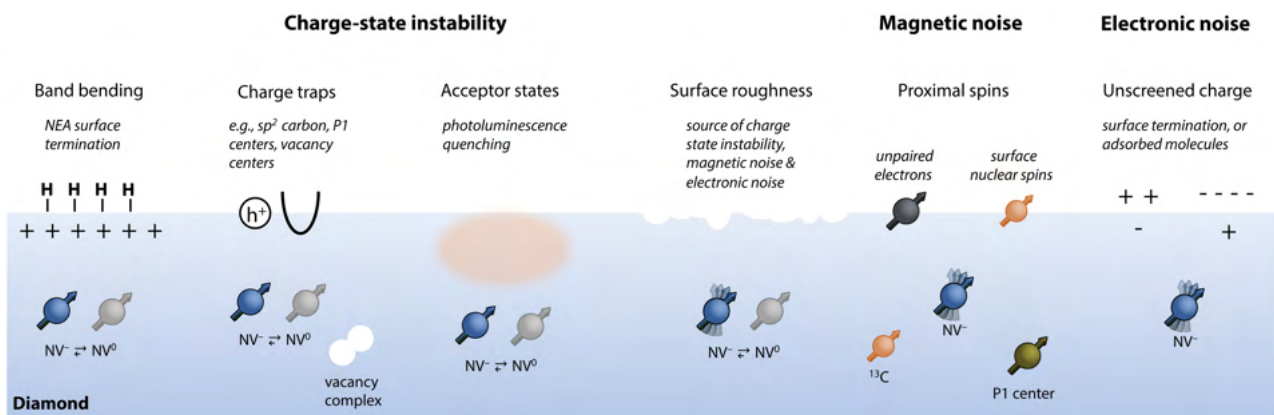 Charge-state instability
Magnetic noise
Electronic noise
Band bending
NEA surface
termination
H H H H
+ + + + + +
NV⁻ ⇄ NV⁰
Charge traps
e.g., sp² carbon, P1
centers, vacancy
centers
h⁺
NV⁻ ⇄ NV⁰
vacancy
complex
Acceptor states
photoluminescence
quenching
NV⁻ ⇄ NV⁰
Surface roughness
source of charge
state instability,
magnetic noise &
electronic noise
NV⁻ ⇄ NV⁰
Proximal spins
unpaired
electrons
surface
nuclear spins
NV⁻
¹³C
P1 center
Unscreened charge
surface termination, or
adsorbed molecules
+ + - - - -
- +
NV⁻
Diamond